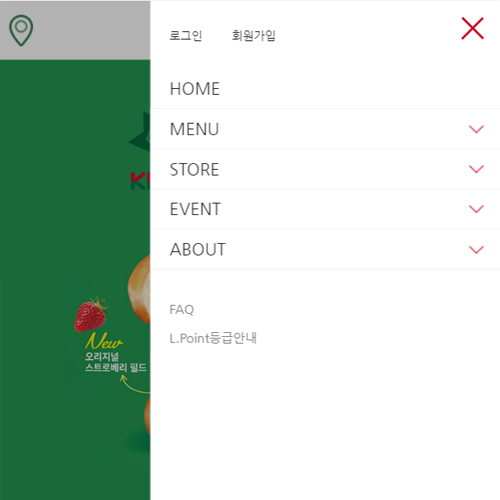 로그인 회원가입
HOME
MENU
STORE
EVENT
ABOUT
New
오리지널
스트로베리 필드
FAQ
L.Point등급안내